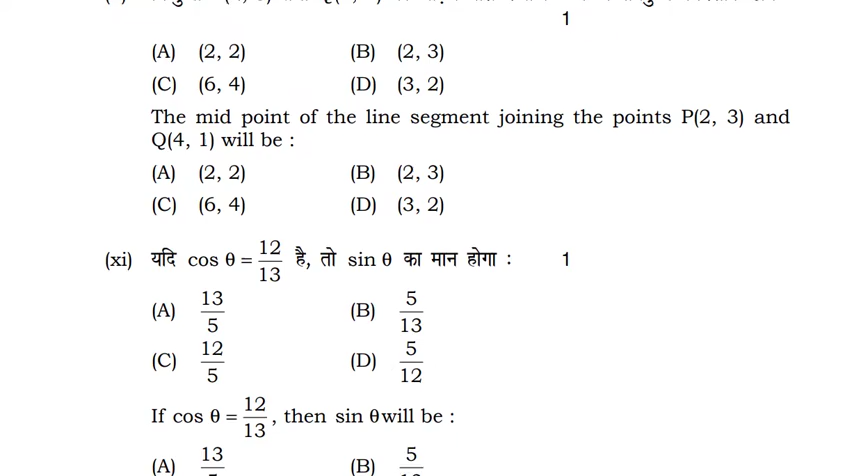 1
(A) (2, 2) (B) (2, 3)
(C) (6, 4) (D) (3, 2)
The mid point of the line segment joining the points P(2, 3) and
Q(4, 1) will be :
(A) (2, 2) (B) (2, 3)
(C) (6, 4) (D) (3, 2)
(xi) यदि cos θ = 12/13 है, तो sin θ का मान होगा : 1
(A) 13/5 (B) 5/13
(C) 12/5 (D) 5/12
If cos θ = 12/13, then sin θ will be :
(A) 13 (B) 5